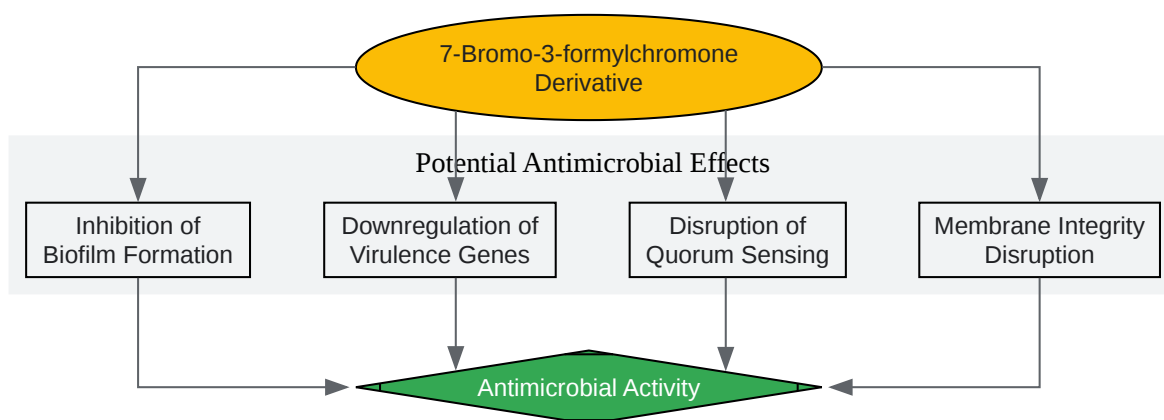 7-Bromo-3-formylchromone
Derivative
Potential Antimicrobial Effects
Inhibition of
Biofilm Formation
Downregulation of
Virulence Genes
Disruption of
Quorum Sensing
Membrane Integrity
Disruption
Antimicrobial Activity